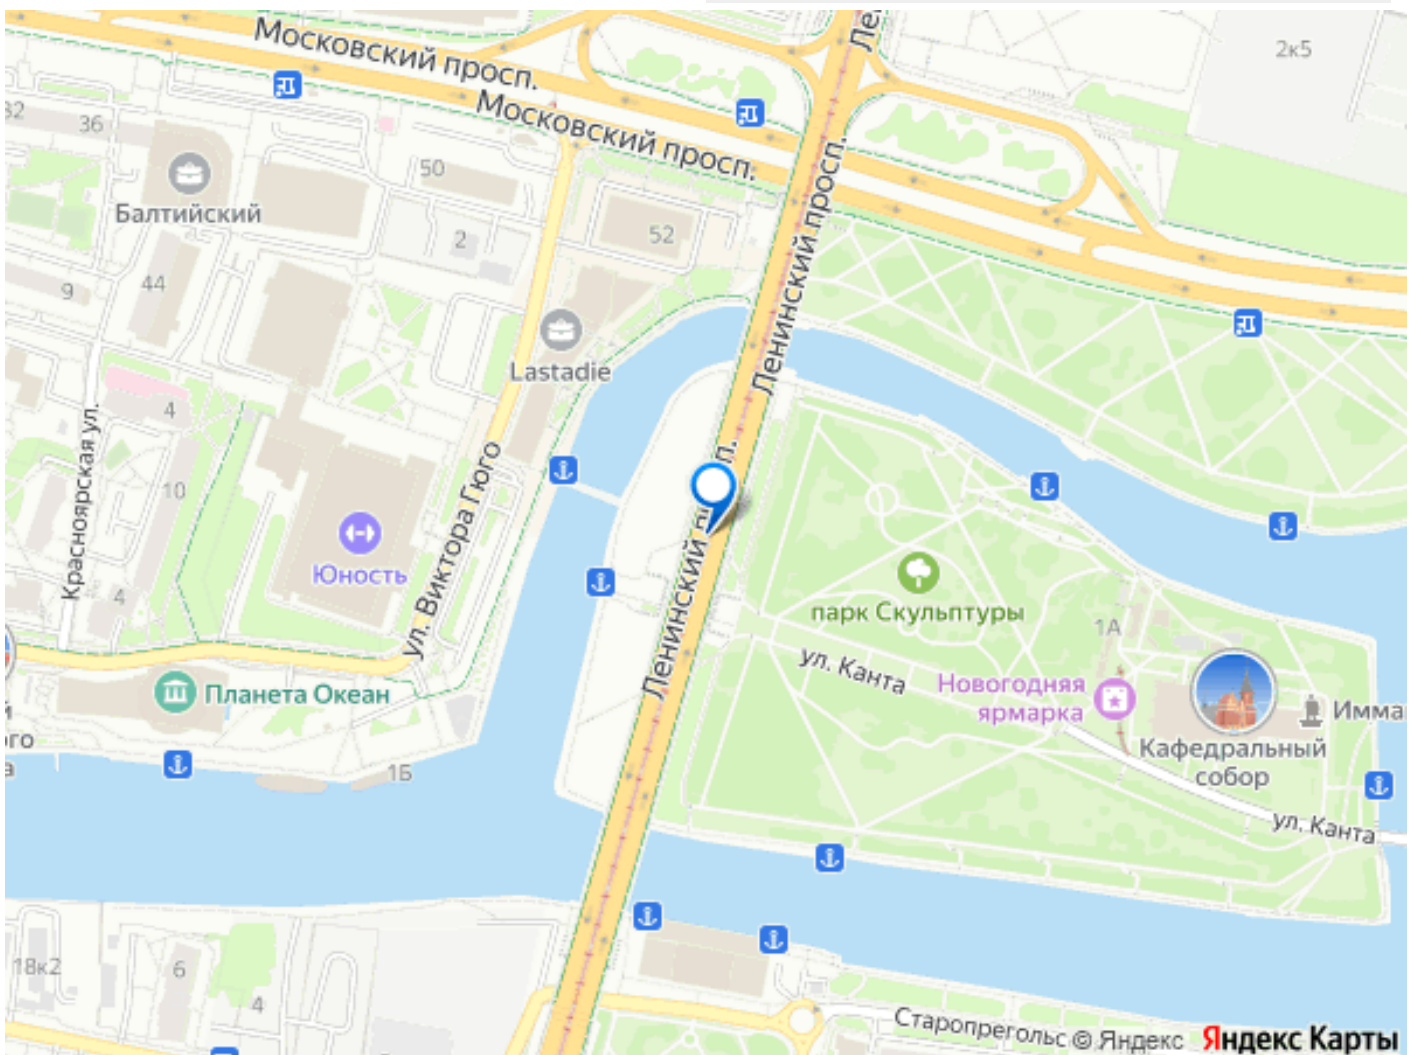 Московский просп.
Ле
2к5
32
36
Московский просп.
50
Ленинский просп.
Балтийский
52
2
44
9
Lastadie
4
Красноярская ул.
10
ул. Виктора Гюго
Юность
4
парк Скульптуры
1А
Ленинский
п.
ул. Канта
Новогодняя
ярмарка
Планета Океан
Имма
й
ого
а
Кафедральный
собор
1Б
ул. Канта
18к2
6
4
Старопрегольс
© Яндекс
Яндекс Карты